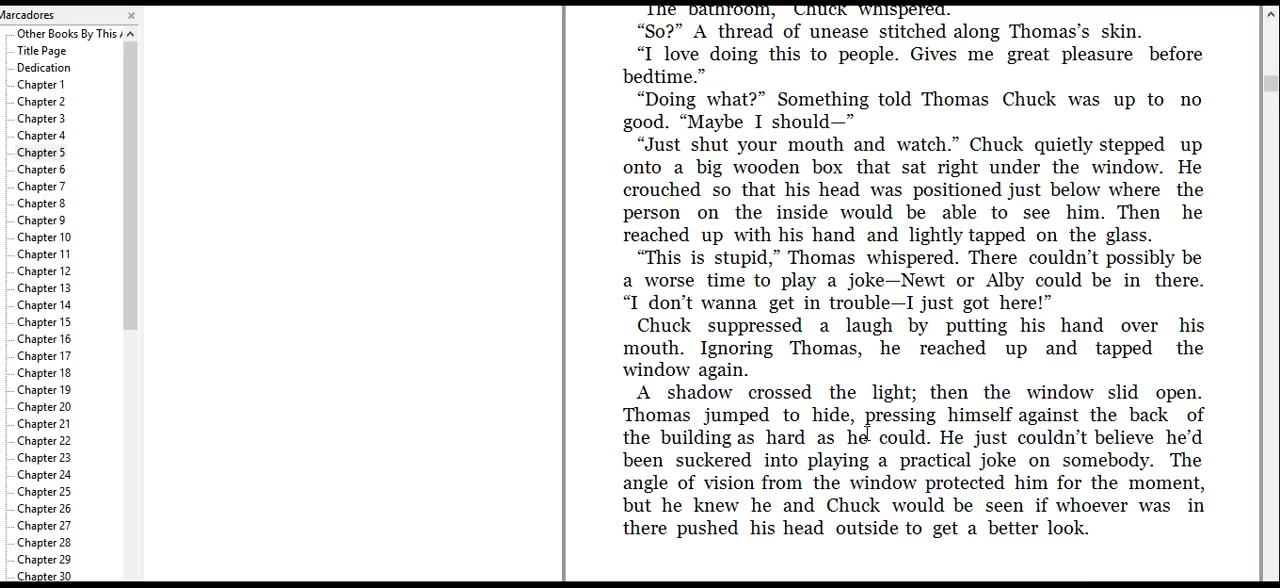 Marcadores
Other Books By This
Title Page
Dedication
Chapter 1
Chapter 2
Chapter 3
Chapter 4
Chapter 5
Chapter 6
Chapter 7
Chapter 8
Chapter 9
Chapter 10
Chapter 11
Chapter 12
Chapter 13
Chapter 14
Chapter 15
Chapter 16
Chapter 17
Chapter 18
Chapter 19
Chapter 20
Chapter 21
Chapter 22
Chapter 23
Chapter 24
Chapter 25
Chapter 26
Chapter 27
Chapter 28
Chapter 29
Chapter 30
“The bathroom,” Chuck whispered.
“So?” A thread of unease stitched along Thomas’s skin.
“I love doing this to people. Gives me great pleasure before
bedtime.”
“Doing what?” Something told Thomas Chuck was up to no
good. “Maybe I should—”
“Just shut your mouth and watch.” Chuck quietly stepped up
onto a big wooden box that sat right under the window. He
crouched so that his head was positioned just below where the
person on the inside would be able to see him. Then he
reached up with his hand and lightly tapped on the glass.
“This is stupid,” Thomas whispered. There couldn’t possibly be
a worse time to play a joke—Newt or Alby could be in there.
“I don’t wanna get in trouble—I just got here!”
Chuck suppressed a laugh by putting his hand over his
mouth. Ignoring Thomas, he reached up and tapped the
window again.
A shadow crossed the light; then the window slid open.
Thomas jumped to hide, pressing himself against the back of
the building as hard as he could. He just couldn’t believe he’d
been suckered into playing a practical joke on somebody. The
angle of vision from the window protected him for the moment,
but he knew he and Chuck would be seen if whoever was in
there pushed his head outside to get a better look.